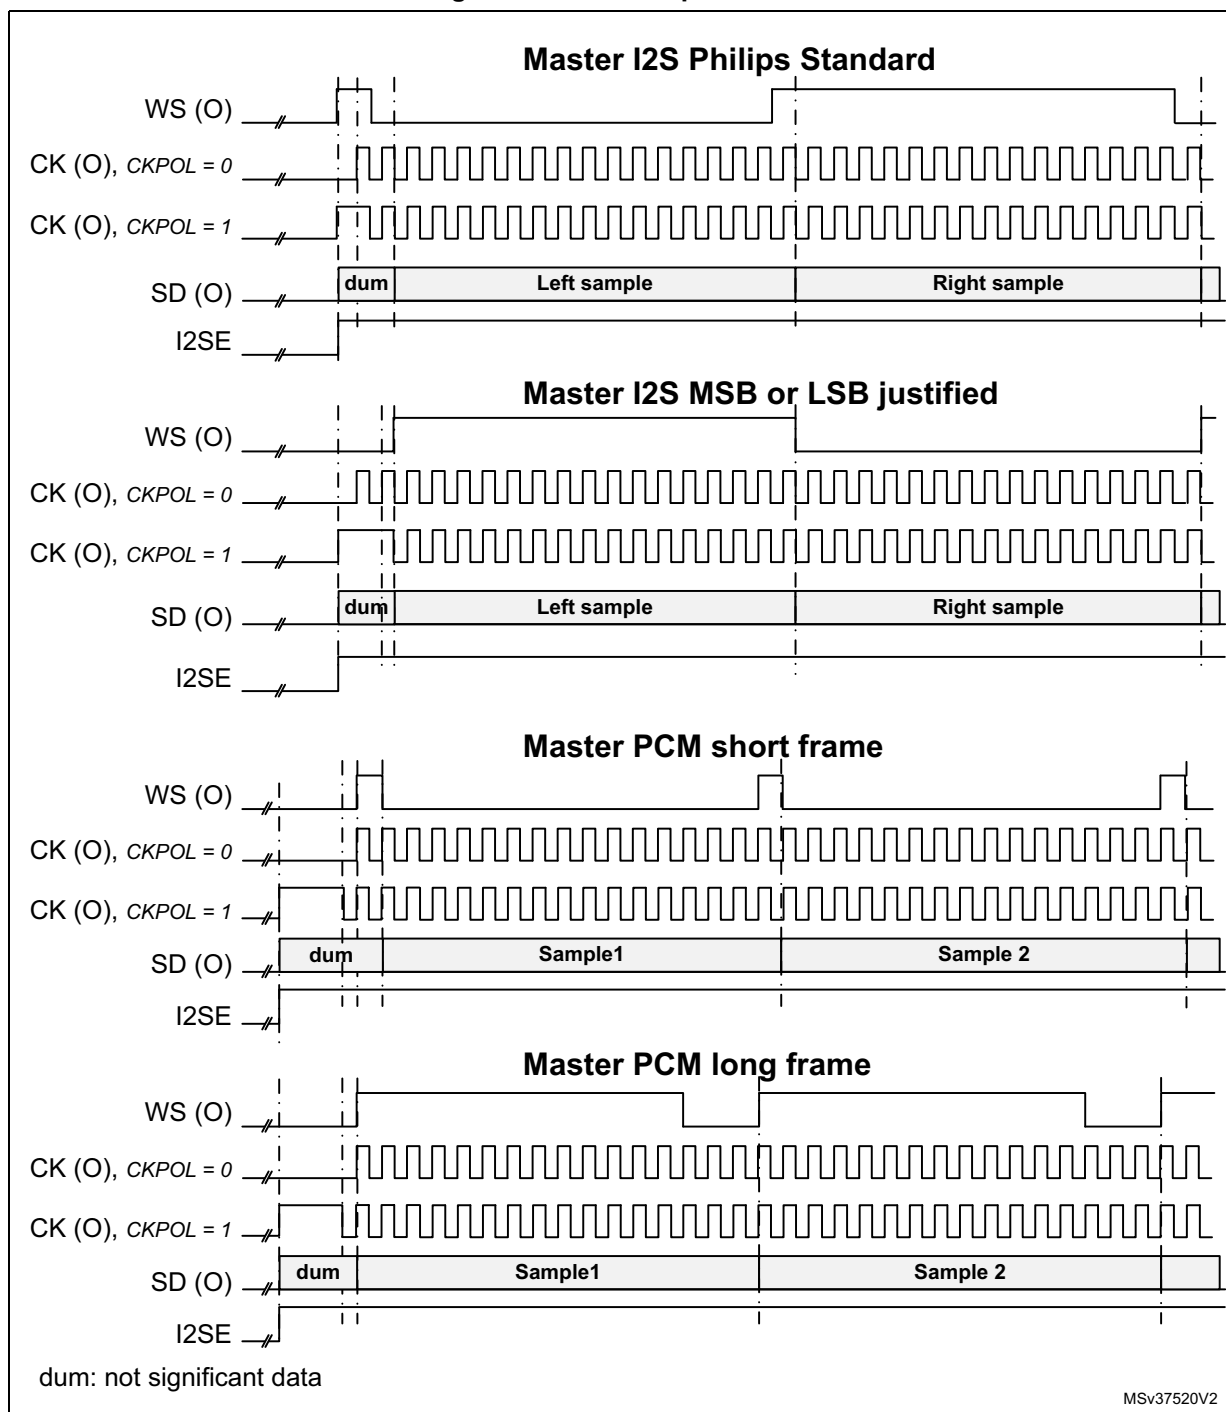 Master I2S Philips Standard
WS (O)
CK (O), CKPOL = 0
CK (O), CKPOL = 1
SD (O) dum Left sample Right sample
I2SE
Master I2S MSB or LSB justified
WS (O)
CK (O), CKPOL = 0
CK (O), CKPOL = 1
SD (O) dum Left sample Right sample
I2SE
Master PCM short frame
WS (O)
CK (O), CKPOL = 0
CK (O), CKPOL = 1
SD (O) dum Sample1 Sample 2
I2SE
Master PCM long frame
WS (O)
CK (O), CKPOL = 0
CK (O), CKPOL = 1
SD (O) dum Sample1 Sample 2
I2SE
dum: not significant data
MSv37520V2